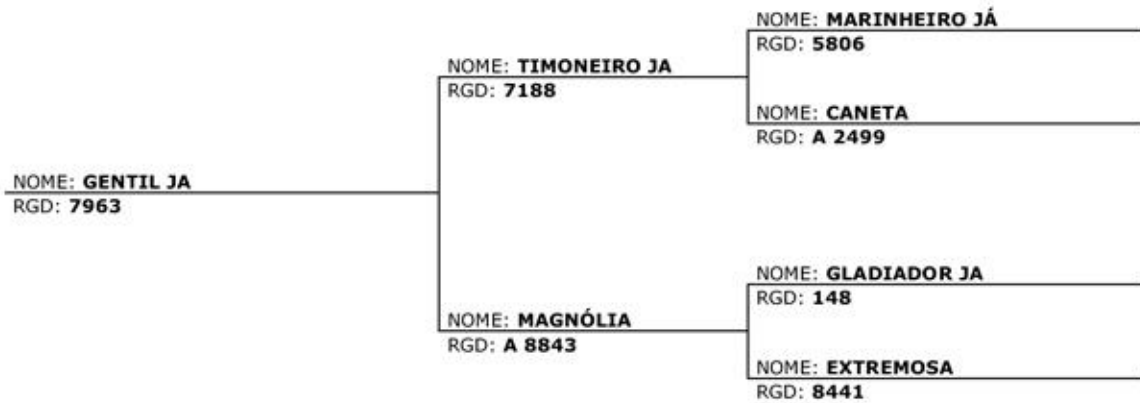 NOME: MARINHEIRO JÁ
RGD: 5806
NOME: TIMONEIRO JA
RGD: 7188
NOME: CANETA
RGD: A 2499
NOME: GENTIL JA
RGD: 7963
NOME: GLADIADOR JA
RGD: 148
NOME: MAGNÓLIA
RGD: A 8843
NOME: EXTREMOSA
RGD: 8441